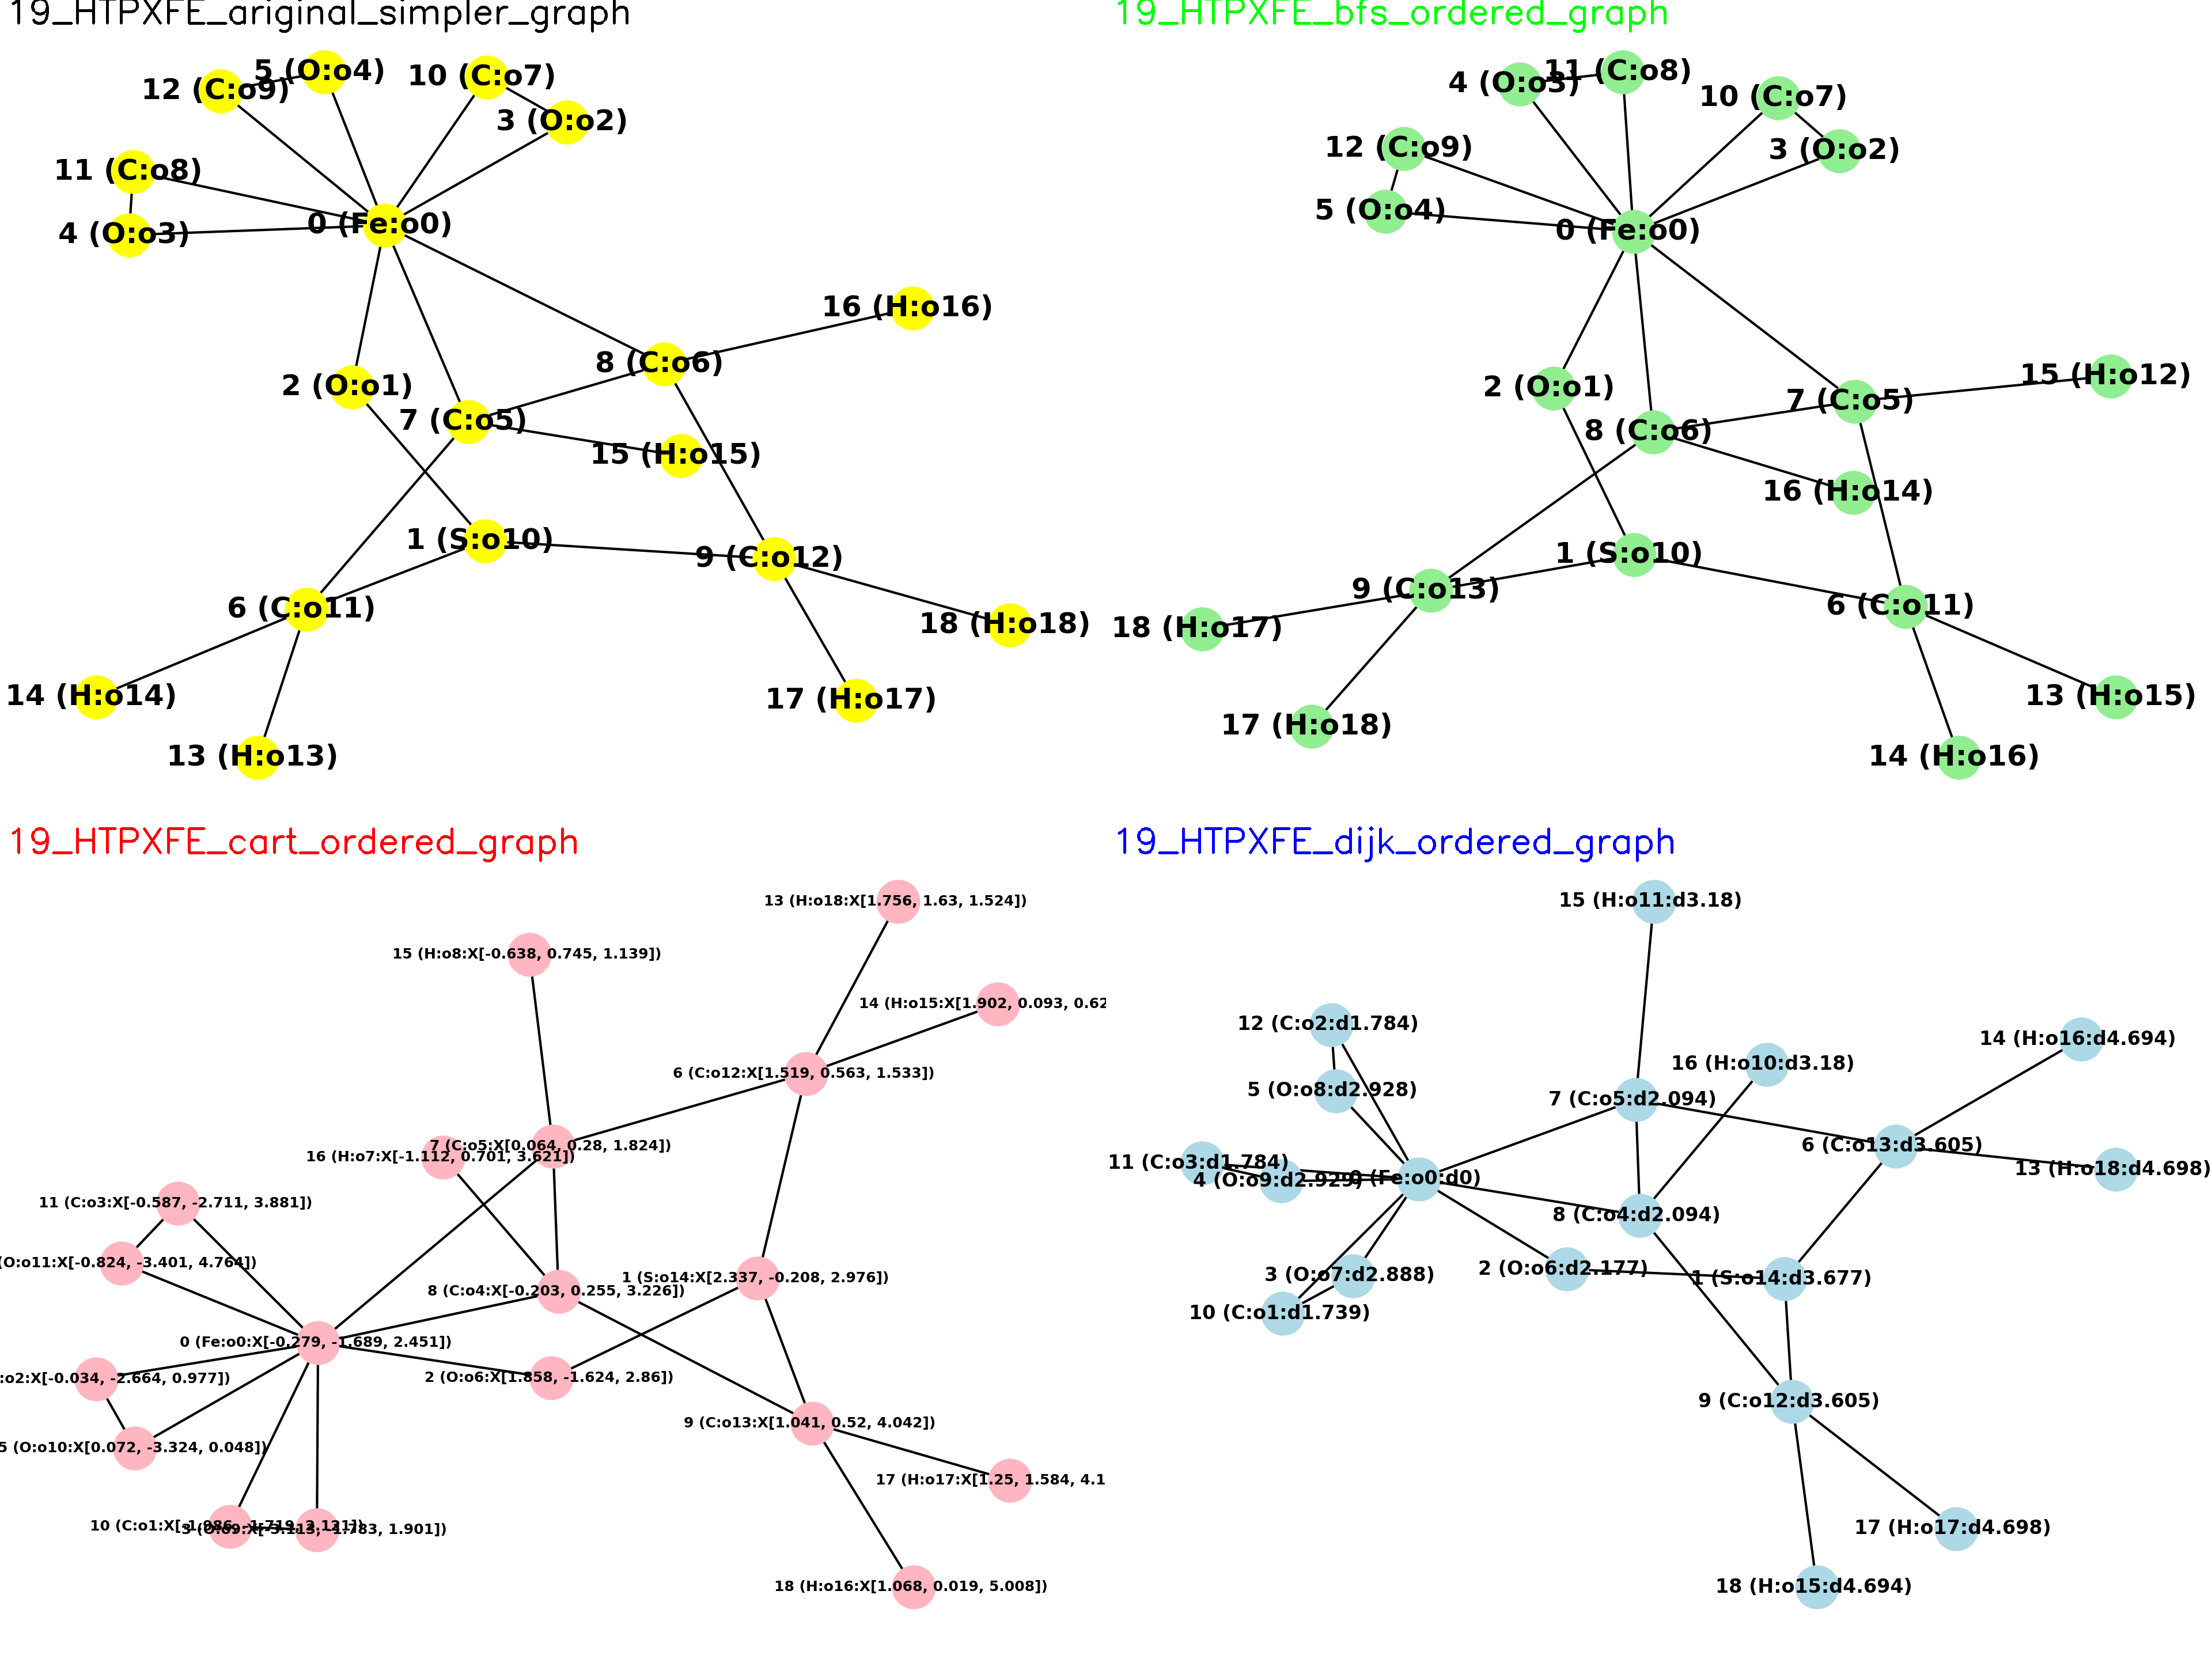 19_HTPXFE_original_simpler_graph
5 (O:o4)
10 (C:o7)
12 (C:o9)
3 (O:o2)
11 (C:o8)
0 (Fe:o0)
4 (O:o3)
16 (H:o16)
8 (C:o6)
2 (O:o1)
7 (C:o5)
15 (H:o15)
1 (S:o10)
9 (C:o12)
6 (C:o11)
18 (H:o18)
14 (H:o14)
17 (H:o17)
13 (H:o13)
19_HTPXFE_bfs_ordered_graph
11 (C:o8)
4 (O:o3)
10 (C:o7)
12 (C:o9)
3 (O:o2)
5 (O:o4)
0 (Fe:o0)
15 (H:o12)
2 (O:o1)
7 (C:o5)
8 (C:o6)
16 (H:o14)
1 (S:o10)
9 (C:o13)
6 (C:o11)
18 (H:o17)
13 (H:o15)
17 (H:o18)
14 (H:o16)
19_HTPXFE_cart_ordered_graph
13 (H:o18:X[1.756, 1.63, 1.524])
15 (H:o8:X[-0.638, 0.745, 1.139])
14 (H:o15:X[1.902, 0.093, 0.62
6 (C:o12:X[1.519, 0.563, 1.533])
7 (C:o5:X[0.064, 0.28, 1.824])
16 (H:o7:X[-1.112, 0.701, 3.621])
11 (C:o3:X[-0.587, -2.711, 3.881])
(O:o11:X[-0.824, -3.401, 4.764])
1 (S:o14:X[2.337, -0.208, 2.976])
8 (C:o4:X[-0.203, 0.255, 3.226])
0 (Fe:o0:X[-0.279, -1.689, 2.451])
:o2:X[-0.034, -2.664, 0.977])
2 (O:o6:X[1.858, -1.624, 2.86])
9 (C:o13:X[1.041, 0.52, 4.042])
5 (O:o10:X[0.072, -3.324, 0.048])
17 (H:o17:X[1.25, 1.584, 4.1
10 (C:o1:X[-1.986, -1.719, 2.121])
3 (O:o9:X[-3.113, -1.783, 1.901])
18 (H:o16:X[1.068, 0.019, 5.008])
19_HTPXFE_dijk_ordered_graph
15 (H:o11:d3.18)
12 (C:o2:d1.784)
14 (H:o16:d4.694)
16 (H:o10:d3.18)
5 (O:o8:d2.928)
7 (C:o5:d2.094)
6 (C:o13:d3.605)
11 (C:o3:d1.784)
13 (H:o18:d4.698)
4 (O:o9:d2.929)
0 (Fe:o0:d0)
8 (C:o4:d2.094)
2 (O:o6:d2.177)
3 (O:o7:d2.888)
1 (S:o14:d3.677)
10 (C:o1:d1.739)
9 (C:o12:d3.605)
17 (H:o17:d4.698)
18 (H:o15:d4.694)